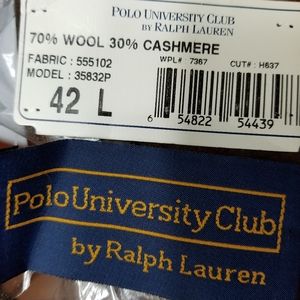 POLO UNIVERSITY CLUB
BY RALPH LAUREN
70% WOOL 30% CASHMERE
WPL# 7367 CUT#: H637
FABRIC : 555102
MODEL : 35832P
42 L
6 54822 54439
Polo University Club
by Ralph Lauren